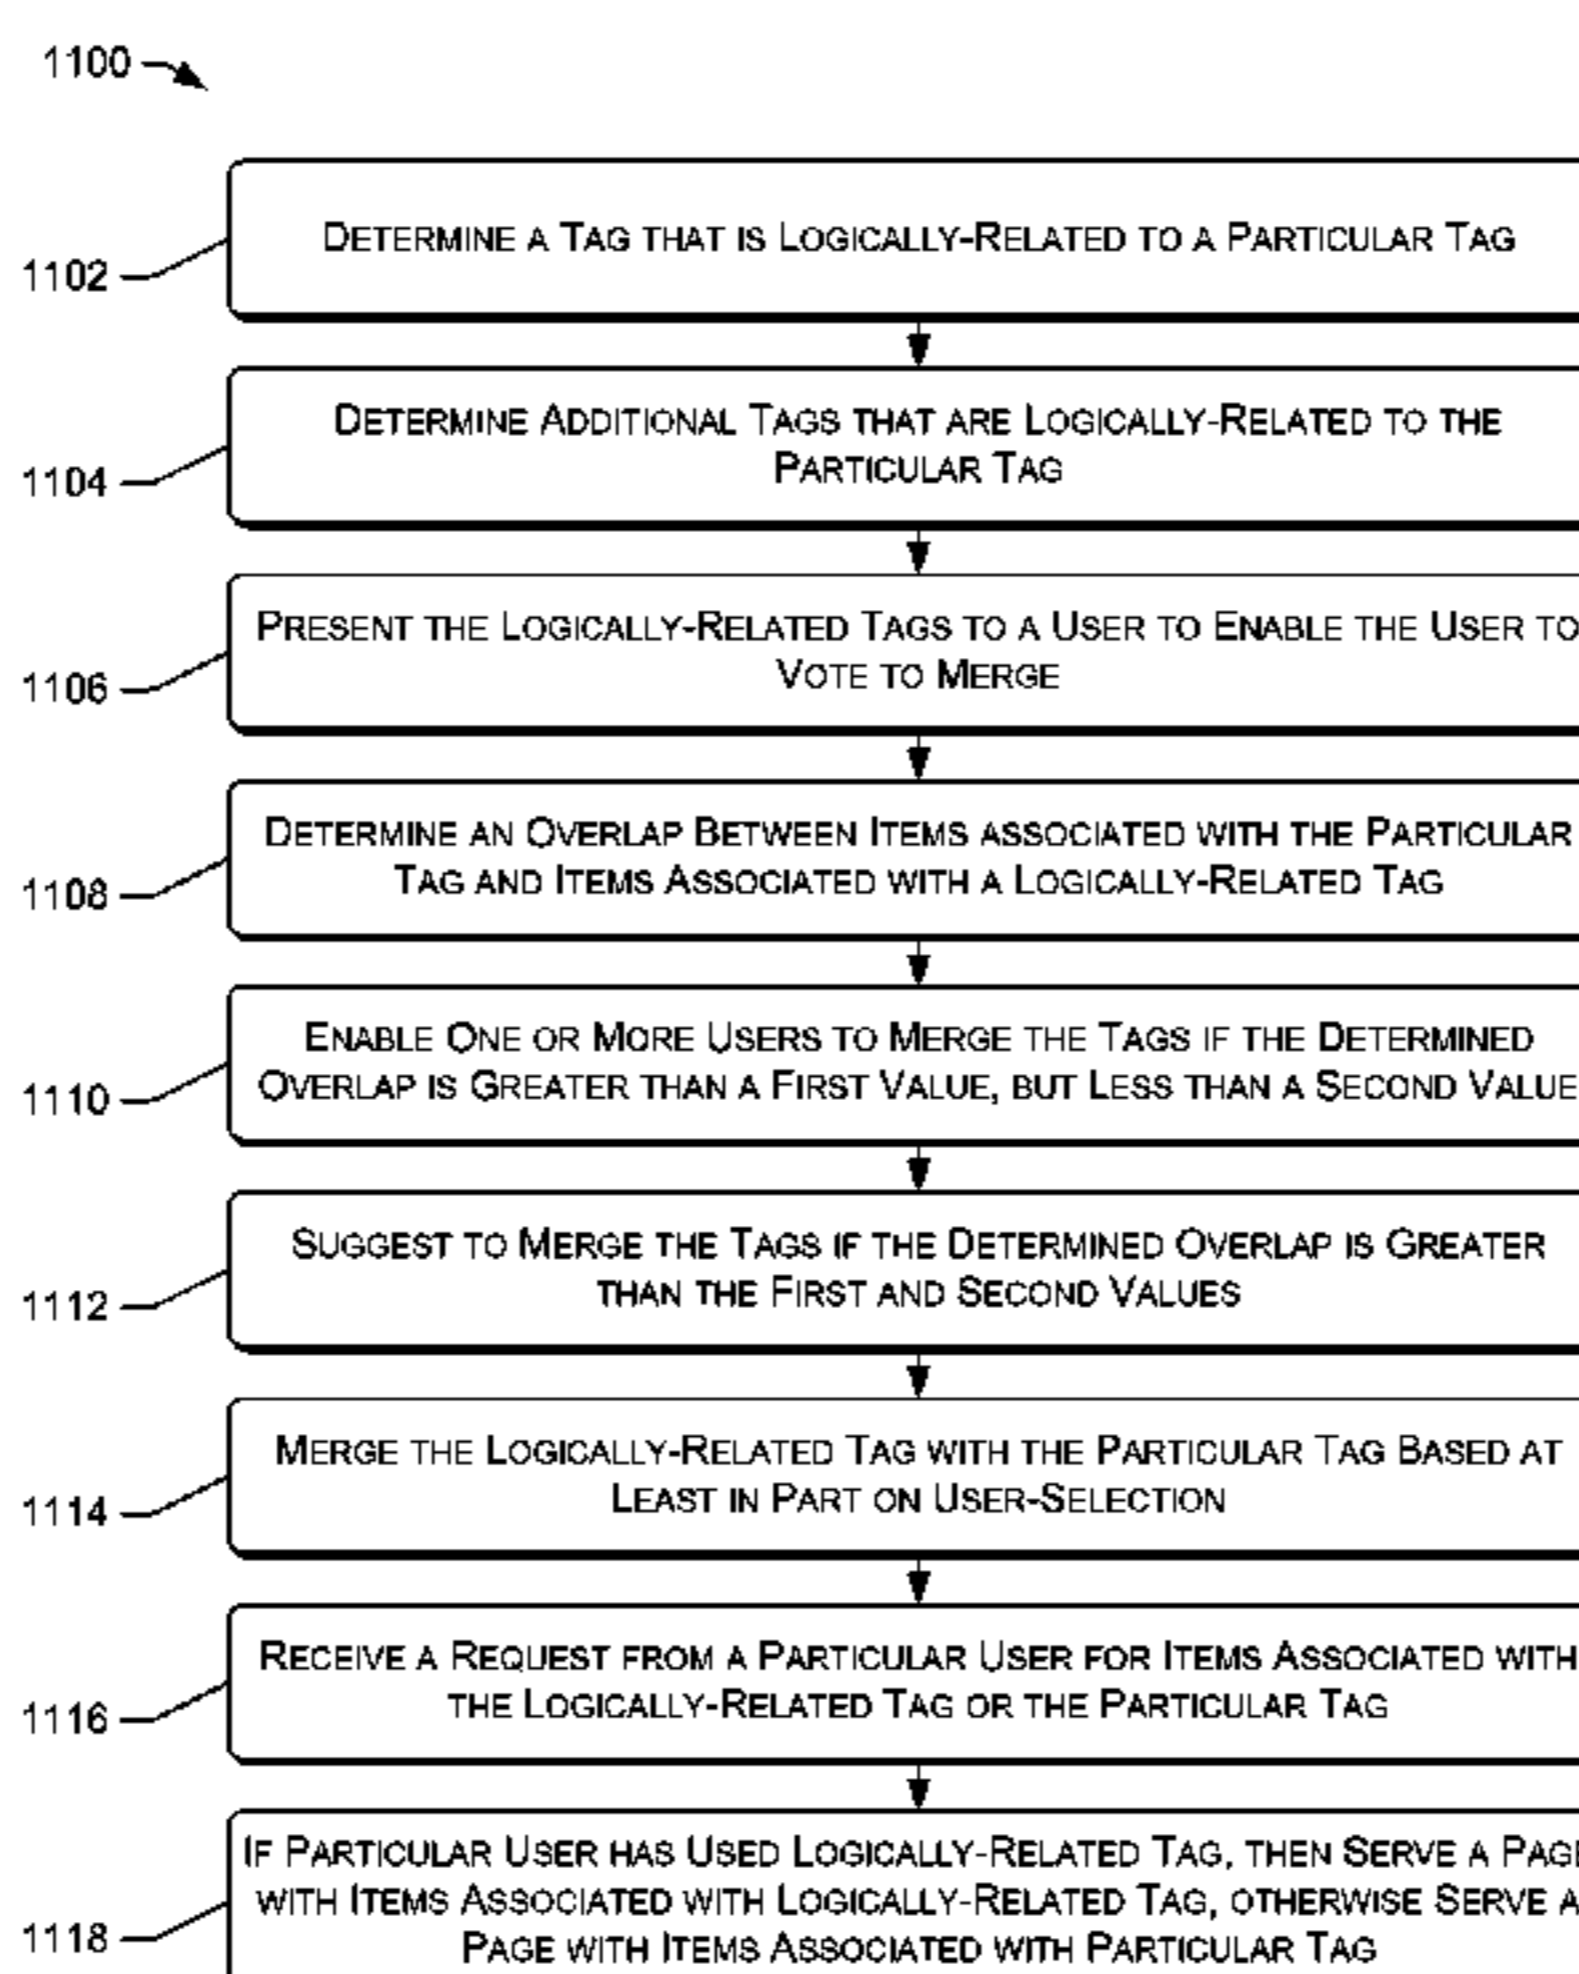 1100
DETERMINE A TAG THAT IS LOGICALLY-RELATED TO A PARTICULAR TAG
1102
DETERMINE ADDITIONAL TAGS THAT ARE LOGICALLY-RELATED TO THE
PARTICULAR TAG
1104
PRESENT THE LOGICALLY-RELATED TAGS TO A USER TO ENABLE THE USER TO
VOTE TO MERGE
1106
DETERMINE AN OVERLAP BETWEEN ITEMS ASSOCIATED WITH THE PARTICULAR
TAG AND ITEMS ASSOCIATED WITH A LOGICALLY-RELATED TAG
1108
ENABLE ONE OR MORE USERS TO MERGE THE TAGS IF THE DETERMINED
OVERLAP IS GREATER THAN A FIRST VALUE, BUT LESS THAN A SECOND VALUE
1110
SUGGEST TO MERGE THE TAGS IF THE DETERMINED OVERLAP IS GREATER
THAN THE FIRST AND SECOND VALUES
1112
MERGE THE LOGICALLY-RELATED TAG WITH THE PARTICULAR TAG BASED AT
LEAST IN PART ON USER-SELECTION
1114
RECEIVE A REQUEST FROM A PARTICULAR USER FOR ITEMS ASSOCIATED WITH
THE LOGICALLY-RELATED TAG OR THE PARTICULAR TAG
1116
IF PARTICULAR USER HAS USED LOGICALLY-RELATED TAG, THEN SERVE A PAGE
WITH ITEMS ASSOCIATED WITH LOGICALLY-RELATED TAG, OTHERWISE SERVE A
PAGE WITH ITEMS ASSOCIATED WITH PARTICULAR TAG
1118